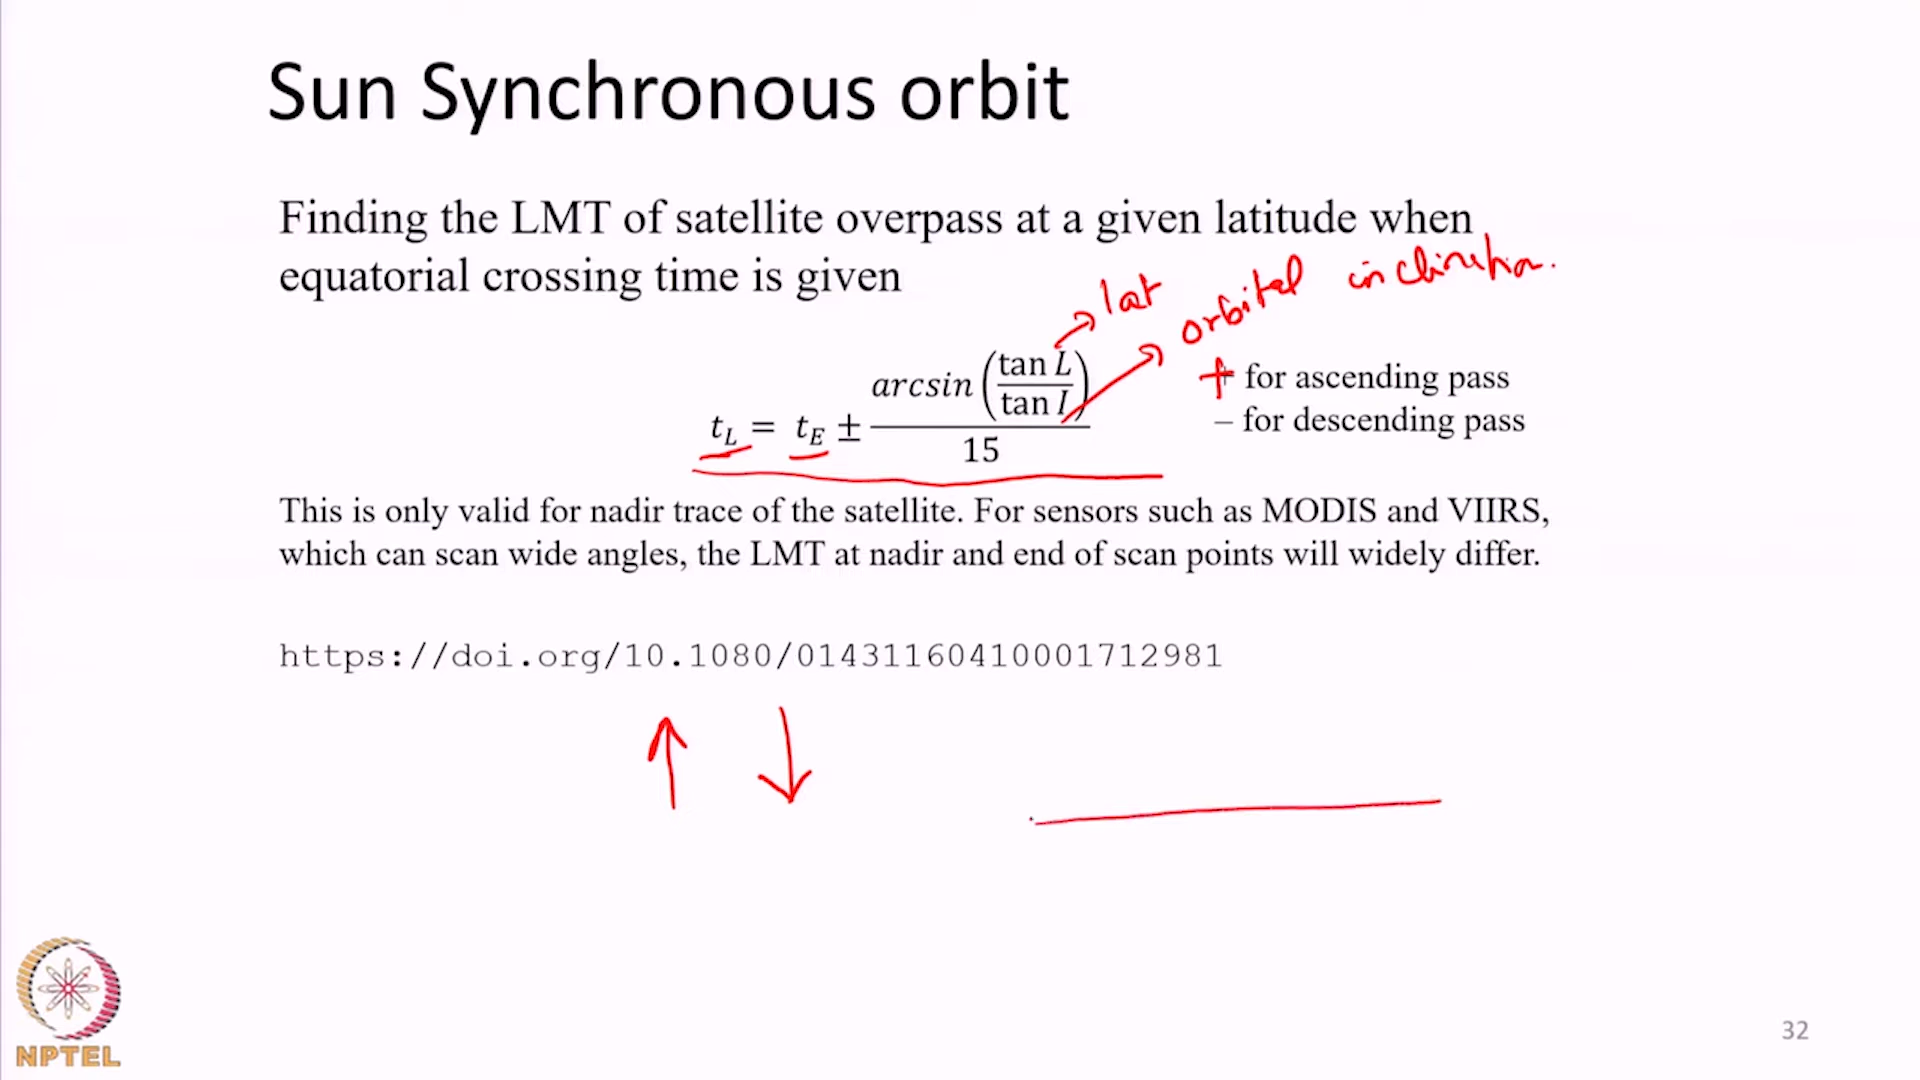 Sun Synchronous orbit
Finding the LMT of satellite overpass at a given latitude when
equatorial crossing time is given
lat
orbital inclination.
t_L = t_E ± arcsin(tan L / tan I) / 15
+ for ascending pass
– for descending pass
This is only valid for nadir trace of the satellite. For sensors such as MODIS and VIIRS,
which can scan wide angles, the LMT at nadir and end of scan points will widely differ.
https://doi.org/10.1080/01431160410001712981
NPTEL
32